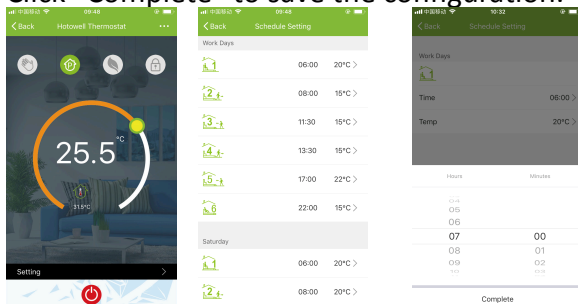 Click "Complete" to save the configuration.
中国移动 09:48
Back Hotowell Thermostat ...
25.5 °C
31.5°C
Setting
中国移动 09:48
Back Schedule Setting
Work Days
1 06:00 20°C
2 08:00 15°C
3 11:30 15°C
4 13:30 15°C
5 17:00 22°C
6 22:00 15°C
Saturday
1 06:00 20°C
2 08:00 20°C
中国移动 10:32
Back Schedule Setting
Work Days
1
Time 06:00
Temp 20°C
Hours Minutes
04
05
06
07 00
08 01
09 02
10 03
Complete